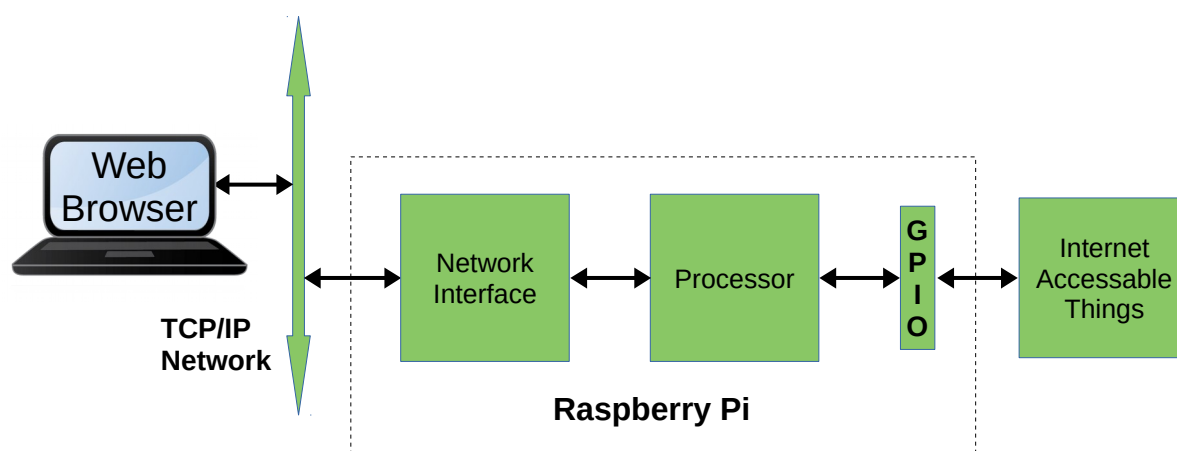 Web
Browser
TCP/IP
Network
Network
Interface
Processor
G
P
I
O
Internet
Accessable
Things
Raspberry Pi